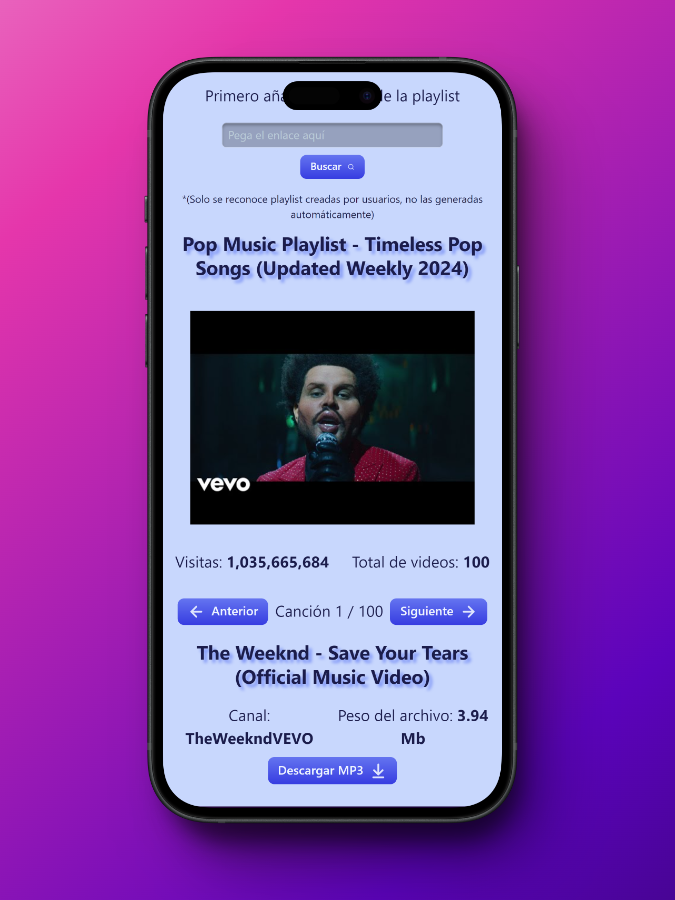 Primero aña de la playlist
Pega el enlace aquí
Buscar
*(Solo se reconoce playlist creadas por usuarios, no las generadas
automáticamente)
Pop Music Playlist - Timeless Pop
Songs (Updated Weekly 2024)
vevo
Visitas: 1,035,665,684 Total de videos: 100
Anterior Canción 1 / 100 Siguiente
The Weeknd - Save Your Tears
(Official Music Video)
Canal: Peso del archivo: 3.94
TheWeekndVEVO Mb
Descargar MP3